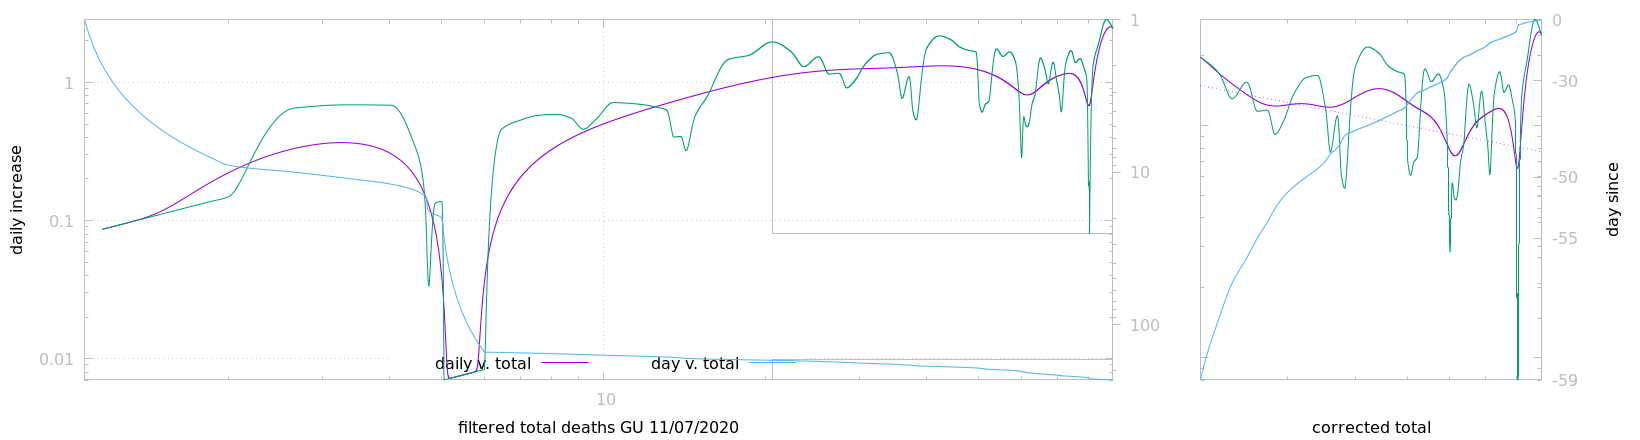 daily increase
1
0.1
0.01
10
1
10
100
daily v. total
day v. total
filtered total deaths GU 11/07/2020
0
-30
-50
-55
-59
day since
corrected total